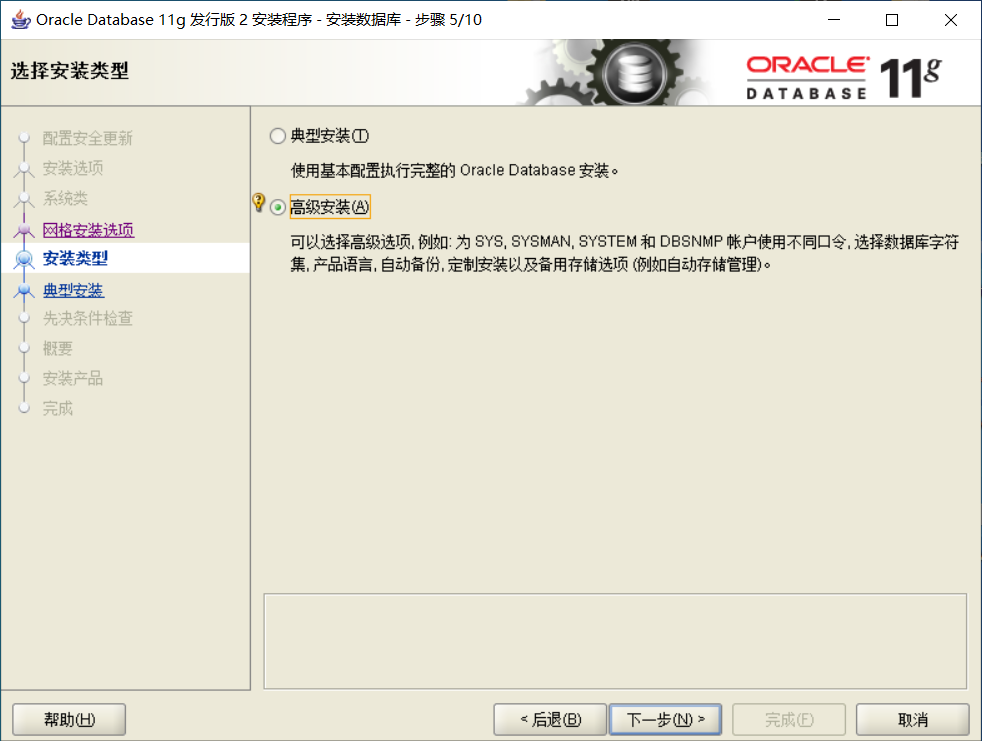 Oracle Database 11g 发行版 2 安装程序 - 安装数据库 - 步骤 5/10
选择安装类型
ORACLE
DATABASE
11g
配置安全更新
安装选项
系统类
网格安装选项
安装类型
典型安装
先决条件检查
概要
安装产品
完成
典型安装(T)
使用基本配置执行完整的 Oracle Database 安装。
高级安装(A)
可以选择高级选项, 例如: 为 SYS, SYSMAN, SYSTEM 和 DBSNMP 帐户使用不同口令, 选择数据库字符
集, 产品语言, 自动备份, 定制安装以及备用存储选项 (例如自动存储管理)。
帮助(H)
< 后退(B)
下一步(N) >
完成(F)
取消